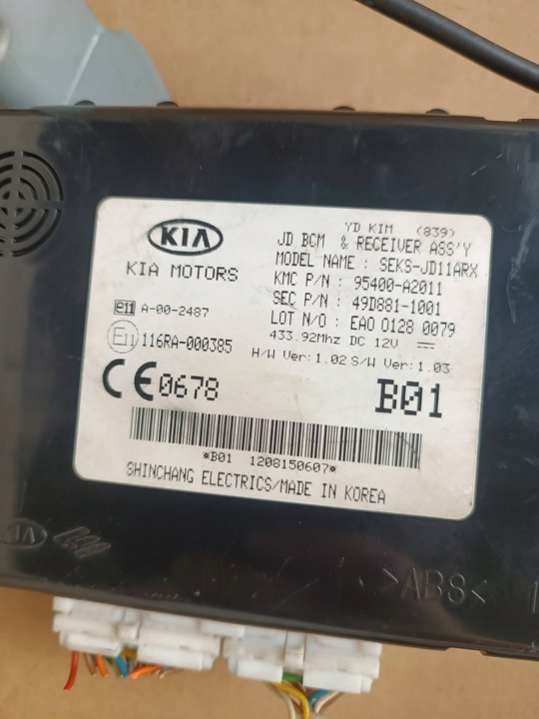 YD KIM (839)
KIA
JD BCM & RECEIVER ASS'Y
MODEL NAME : SEKS-JD11ARX
KIA MOTORS
KMC P/N : 95400-A2011
SEC P/N : 49D881-1001
e11 A-00-2487
LOT N/O : EA0 0128 0079
433.92Mhz DC 12V
E11 116RA-000385
H/W Ver:1.02 S/W Ver:1.03
CE0678
B01
*B01 1208150607*
SHINCHANG ELECTRICS/MADE IN KOREA
KIA
>ABS<